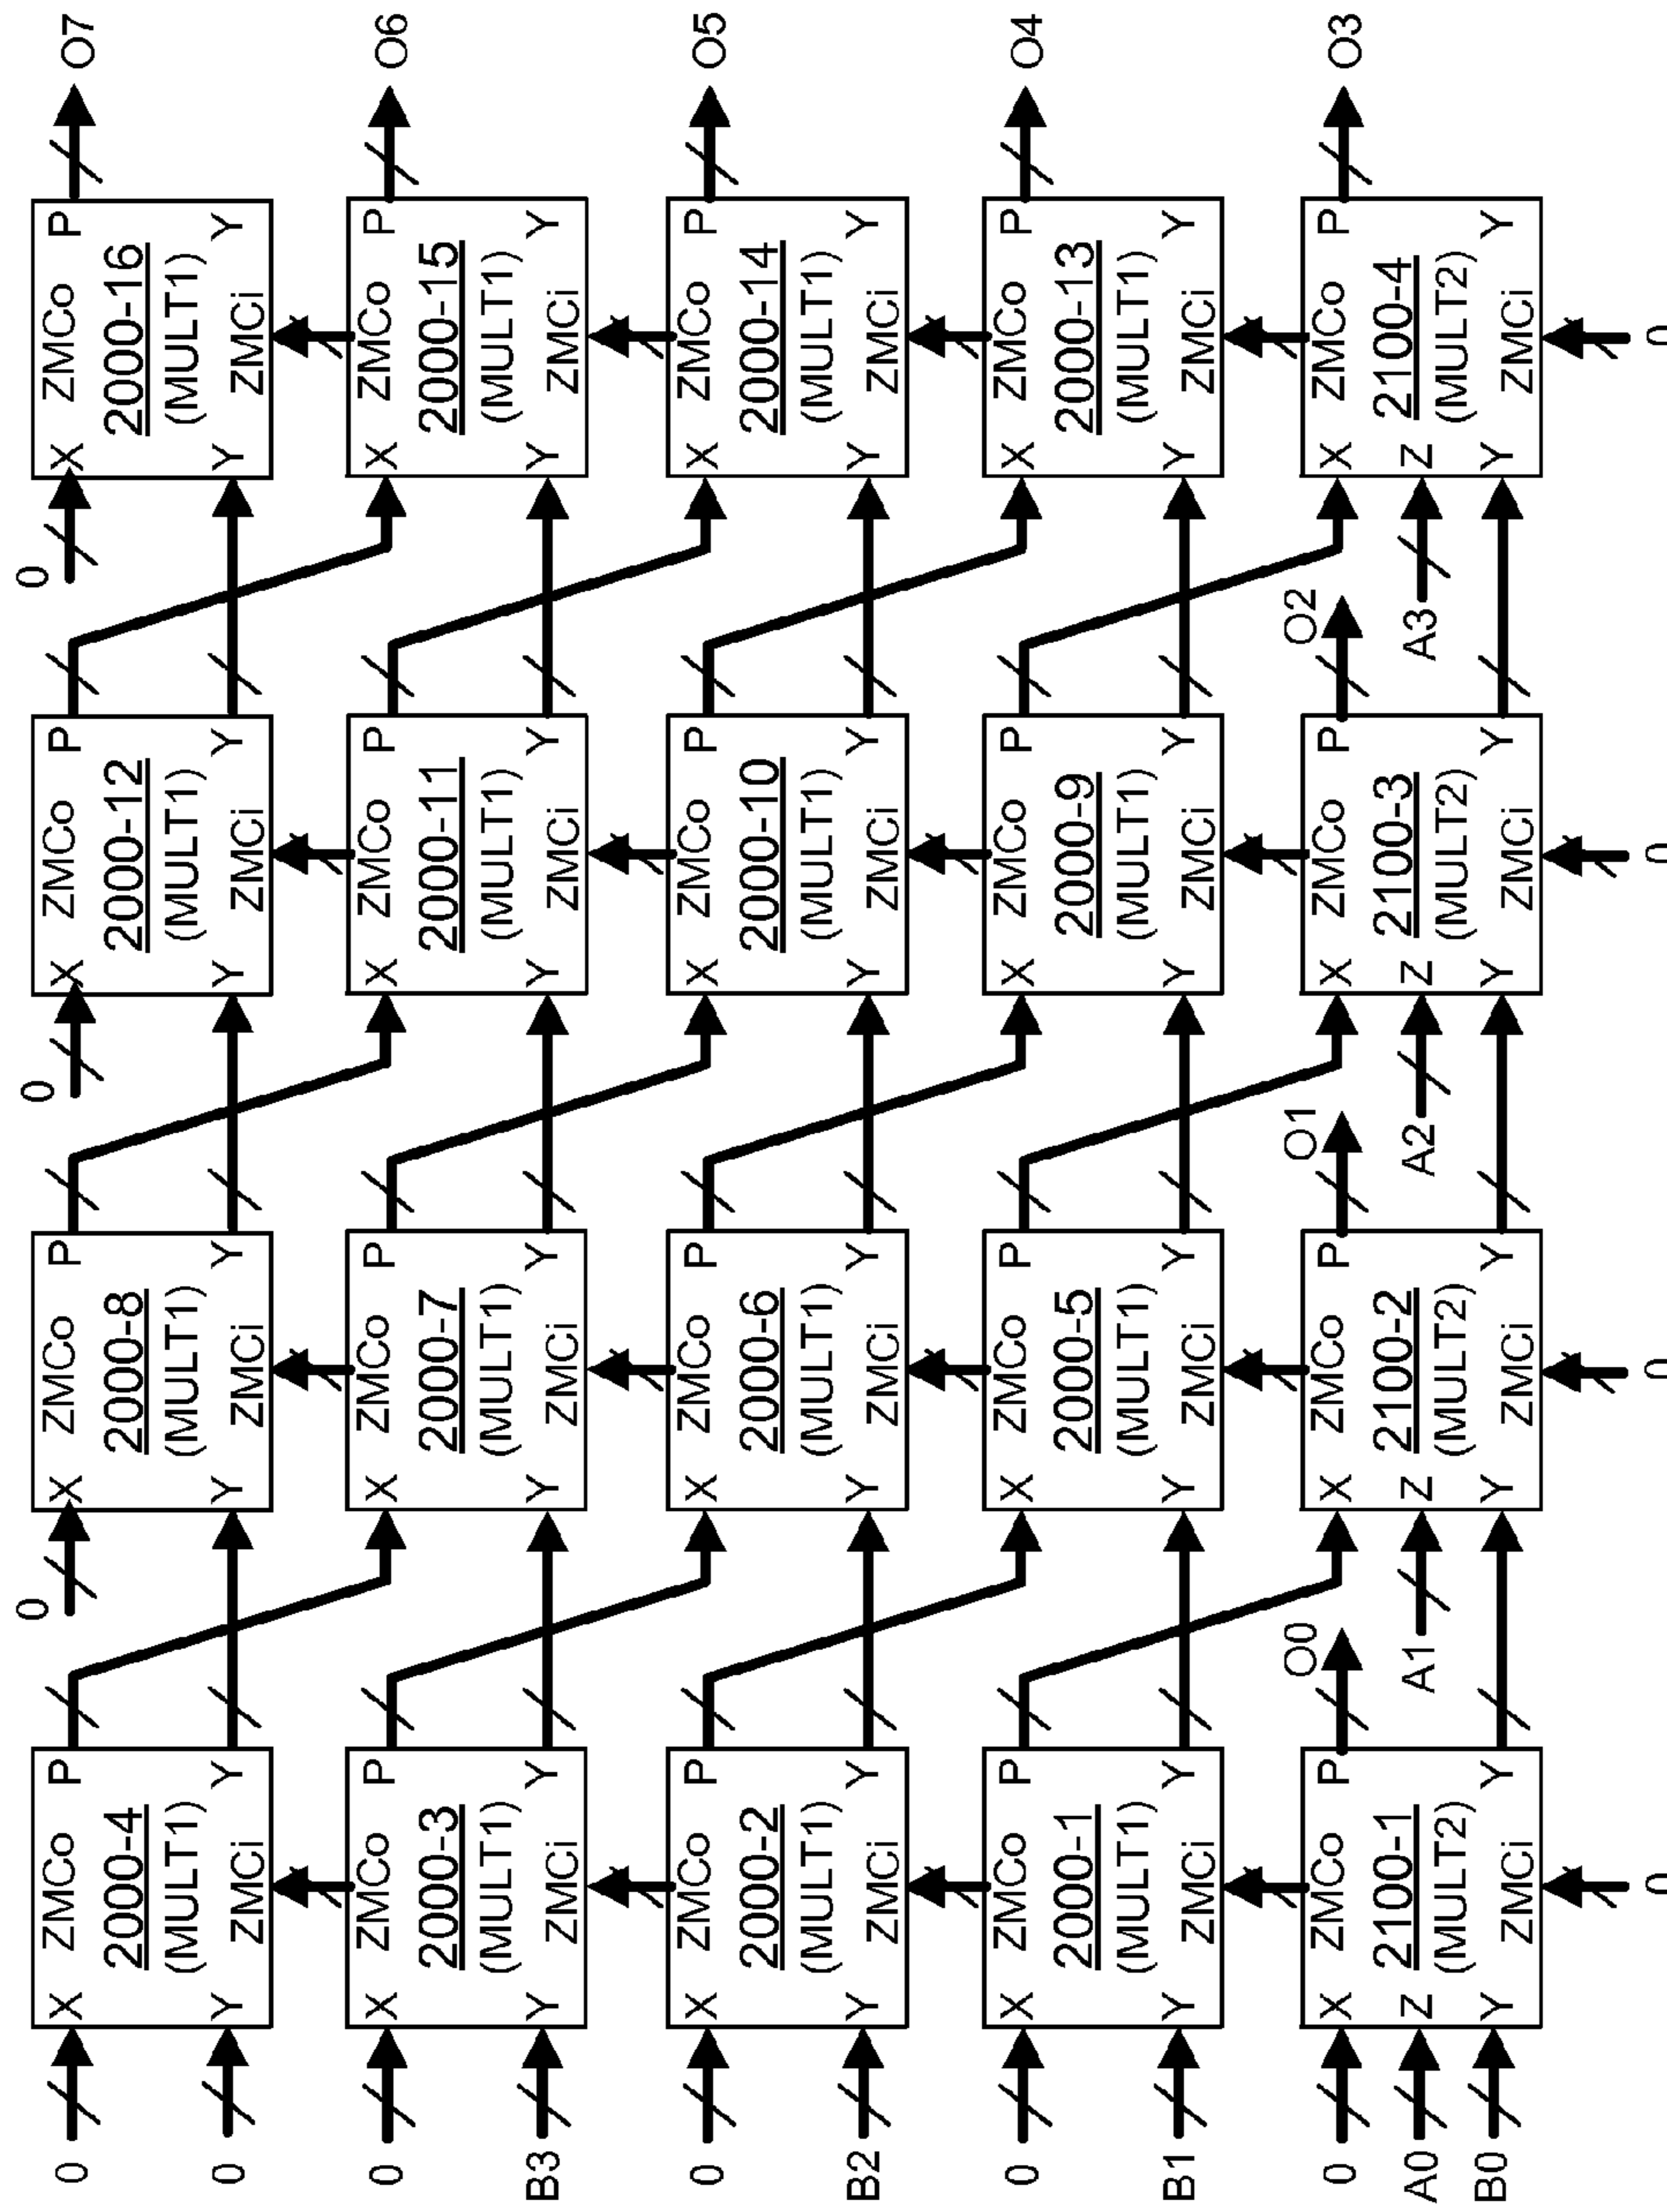 0 0 0
0 X ZMCo P X ZMCo P X ZMCo P X ZMCo P O7
2000-4 2000-8 2000-12 2000-16
(MULT1) (MULT1) (MULT1) (MULT1)
0 Y ZMCi Y Y ZMCi Y Y ZMCi Y Y ZMCi Y
0 X ZMCo P X ZMCo P X ZMCo P X ZMCo P O6
2000-3 2000-7 2000-11 2000-15
(MULT1) (MULT1) (MULT1) (MULT1)
B3 Y ZMCi Y Y ZMCi Y Y ZMCi Y Y ZMCi Y
0 X ZMCo P X ZMCo P X ZMCo P X ZMCo P O5
2000-2 2000-6 2000-10 2000-14
(MULT1) (MULT1) (MULT1) (MULT1)
B2 Y ZMCi Y Y ZMCi Y Y ZMCi Y Y ZMCi Y
0 X ZMCo P X ZMCo P X ZMCo P X ZMCo P O4
2000-1 2000-5 2000-9 2000-13
(MULT1) (MULT1) (MULT1) (MULT1)
B1 Y ZMCi Y Y ZMCi Y Y ZMCi Y Y ZMCi Y
O0 O1 O2
0 X ZMCo P X ZMCo P X ZMCo P X ZMCo P O3
2100-1 2100-2 2100-3 2100-4
A0 Z A1 Z A2 Z A3 Z
(MULT2) (MULT2) (MULT2) (MULT2)
B0 Y ZMCi Y Y ZMCi Y Y ZMCi Y Y ZMCi Y
0 0 0 0